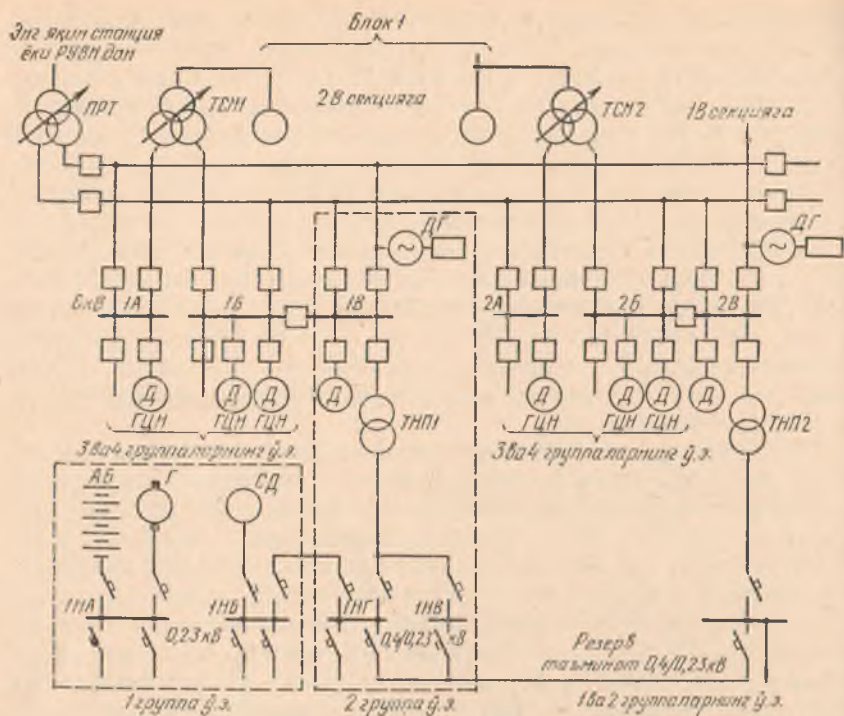 Блок 1
Энг яқин станция
ёки РУВН дан
ПРТ
ТСН1
2В секцияга
ТСН2
1В секцияга
ДГ
ДГ
6кВ
1А
1Б
1В
2А
2Б
2В
Д
Д
Д
Д
Д
Д
Д
Д
ГЦН
ГЦН
ГЦН
ТНП1
ГЦН
ГЦН
ГЦН
ТНП2
3 ва 4 группаларнинг ў.э.
3 ва 4 группаларнинг ў.э.
АБ
Г
СД
1НА
0,23 кВ
1НБ
1НГ
0,4/0,23 кВ
1НВ
Резерв
таъминот 0,4/0,23кВ
1 группа ў.э.
2 группа ў.э.
1 ва 2 группаларнинг ў.э.